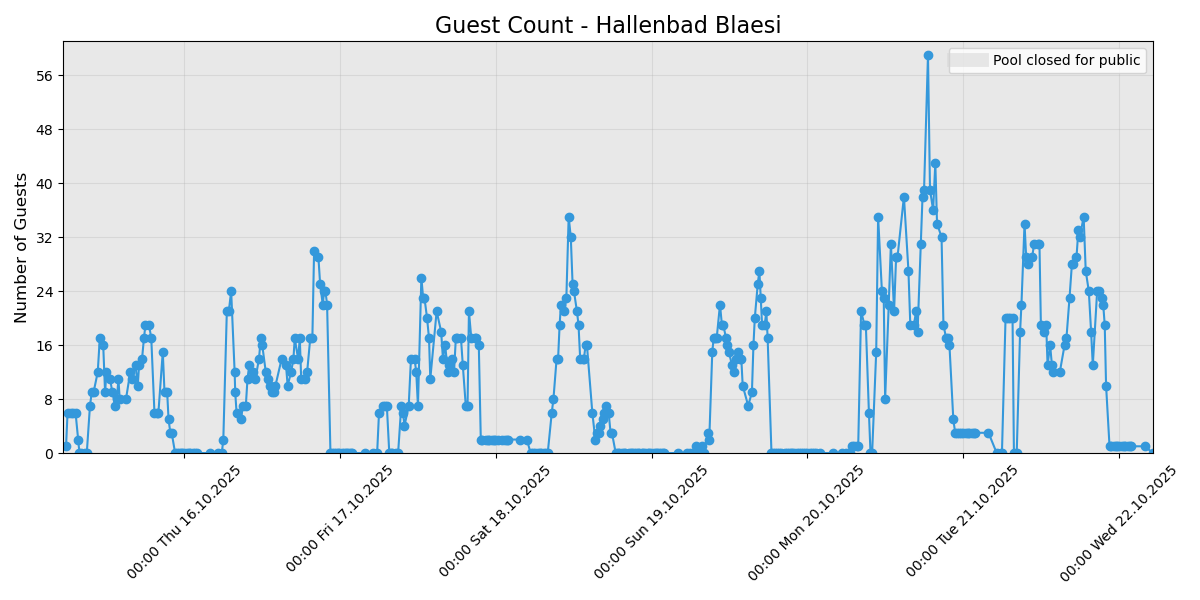 Guest Count - Hallenbad Blaesi
Pool closed for public
Number of Guests
56
48
40
32
24
16
8
0
00:00 Thu 16.10.2025
00:00 Fri 17.10.2025
00:00 Sat 18.10.2025
00:00 Sun 19.10.2025
00:00 Mon 20.10.2025
00:00 Tue 21.10.2025
00:00 Wed 22.10.2025